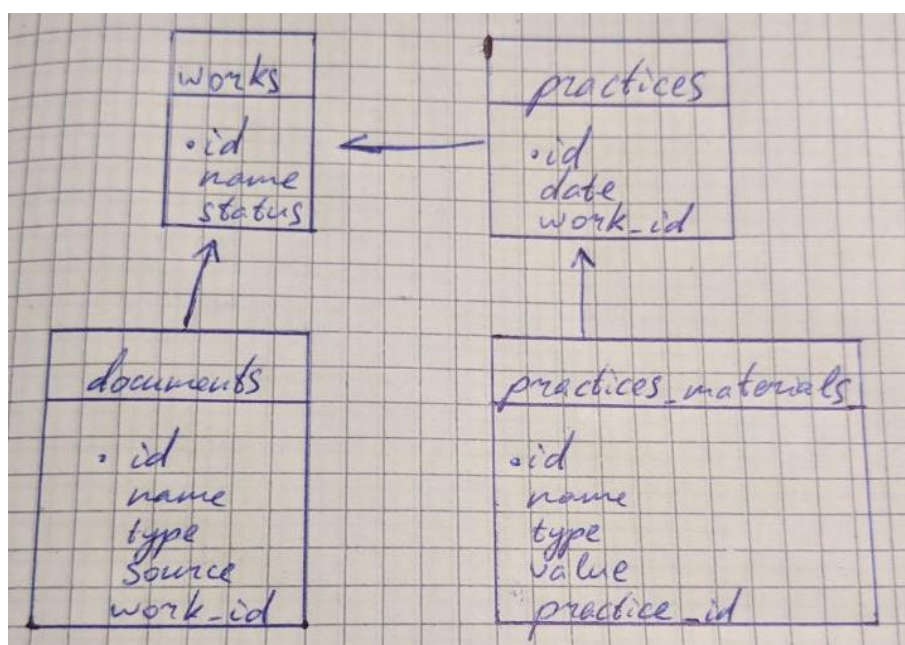 works
• id
name
status
practices
• id
date
work_id
documents
• id
name
type
source
work_id
practices_materials
• id
name
type
value
practice_id